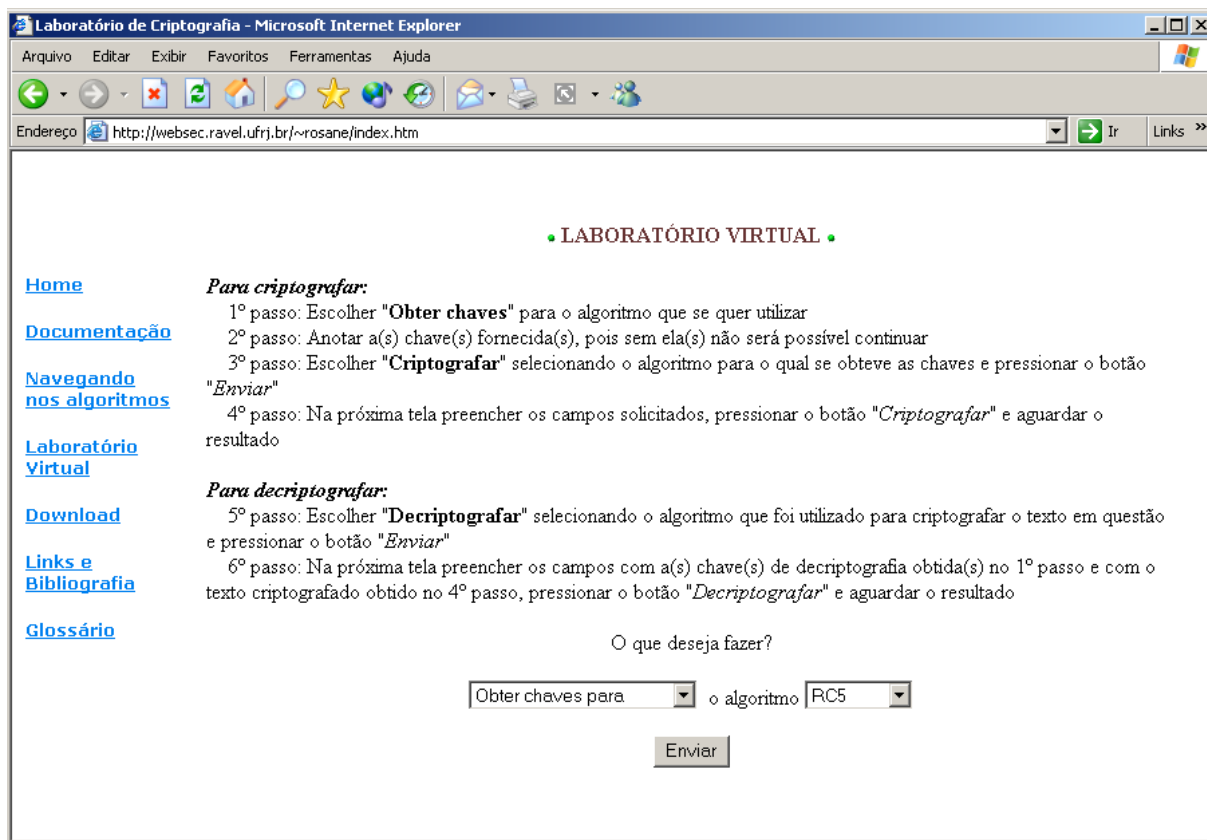 Laboratório de Criptografia - Microsoft Internet Explorer
Arquivo Editar Exibir Favoritos Ferramentas Ajuda
Endereço http://websec.ravel.ufrj.br/~rosane/index.htm Ir Links »
LABORATÓRIO VIRTUAL
Home
Documentação
Navegando
nos algoritmos
Laboratório
Virtual
Download
Links e
Bibliografia
Glossário
Para criptografar:
1º passo: Escolher "Obter chaves" para o algoritmo que se quer utilizar
2º passo: Anotar a(s) chave(s) fornecida(s), pois sem ela(s) não será possível continuar
3º passo: Escolher "Criptografar" selecionando o algoritmo para o qual se obteve as chaves e pressionar o botão
"Enviar"
4º passo: Na próxima tela preencher os campos solicitados, pressionar o botão "Criptografar" e aguardar o
resultado
Para decriptografar:
5º passo: Escolher "Decriptografar" selecionando o algoritmo que foi utilizado para criptografar o texto em questão
e pressionar o botão "Enviar"
6º passo: Na próxima tela preencher os campos com a(s) chave(s) de decriptografia obtida(s) no 1º passo e com o
texto criptografado obtido no 4º passo, pressionar o botão "Decriptografar" e aguardar o resultado
O que deseja fazer?
Obter chaves para o algoritmo RC5
Enviar